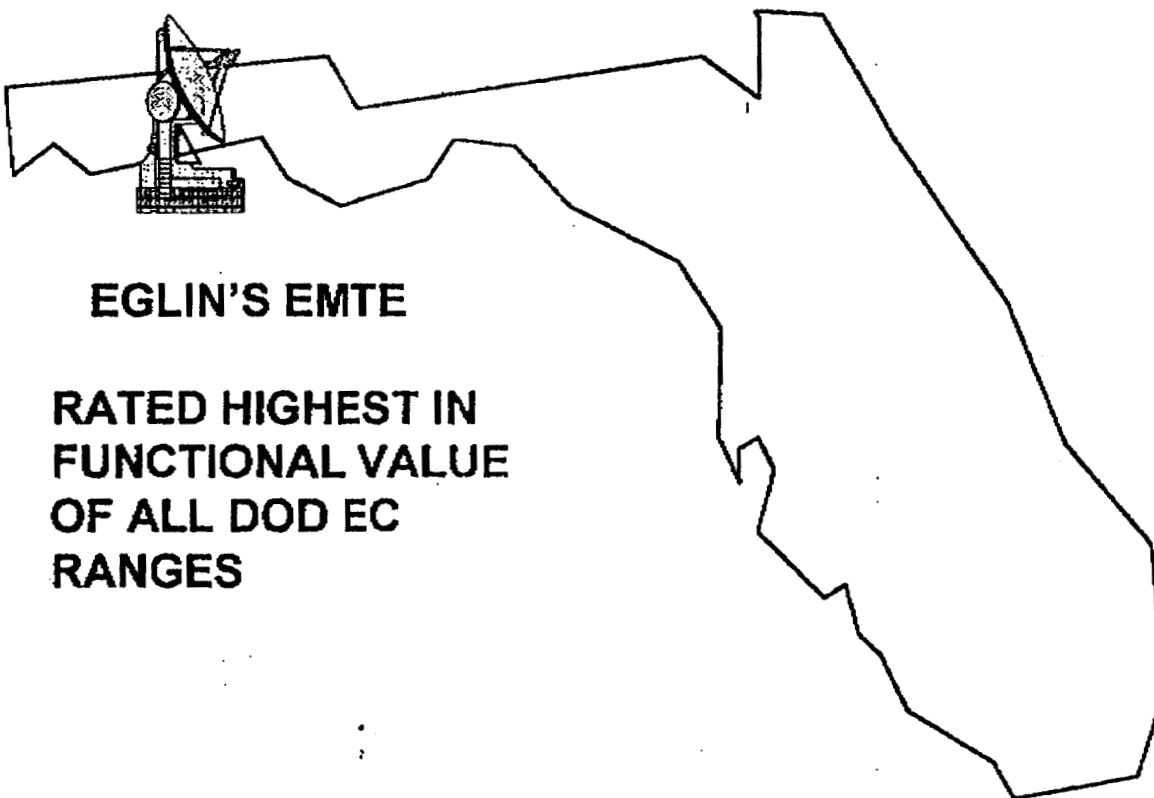 EGLIN'S EMTE
RATED HIGHEST IN
FUNCTIONAL VALUE
OF ALL DOD EC
RANGES